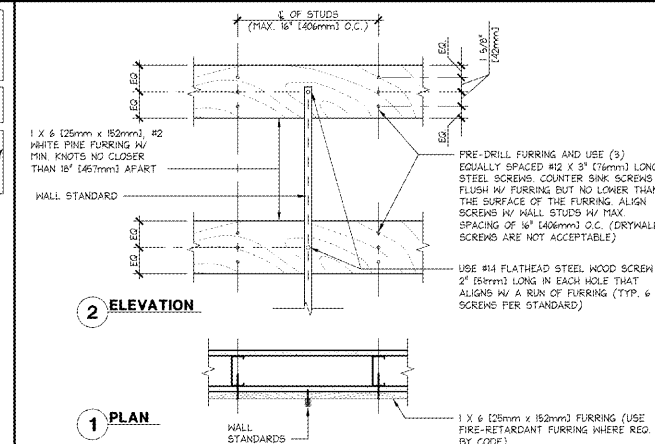 ℄ OF STUDS
(MAX. 16" [406mm] O.C.)
EQ.
1 5/8"
[42mm]
EQ.
EQ.
EQ.
EQ.
1 X 6 [25mm x 152mm], #2
WHITE PINE FURRING W/
MIN. KNOTS NO CLOSER
THAN 18" [457mm] APART
WALL STANDARD
PRE-DRILL FURRING AND USE (3)
EQUALLY SPACED #12 X 3" [76mm] LONG
STEEL SCREWS. COUNTER SINK SCREWS
FLUSH W/ FURRING BUT NO LOWER THAN
THE SURFACE OF THE FURRING. ALIGN
SCREWS W/ WALL STUDS W/ MAX.
SPACING OF 16" [406mm] O.C. (DRYWALL
SCREWS ARE NOT ACCEPTABLE)
EQ.
USE #14 FLATHEAD STEEL WOOD SCREW
2" [51mm] LONG IN EACH HOLE THAT
ALIGNS W/ A RUN OF FURRING (TYP. 6
SCREWS PER STANDARD)
2 ELEVATION
1 PLAN
WALL
STANDARDS
1 X 6 [25mm x 152mm] FURRING (USE
FIRE-RETARDANT FURRING WHERE REQ.
BY CODE)